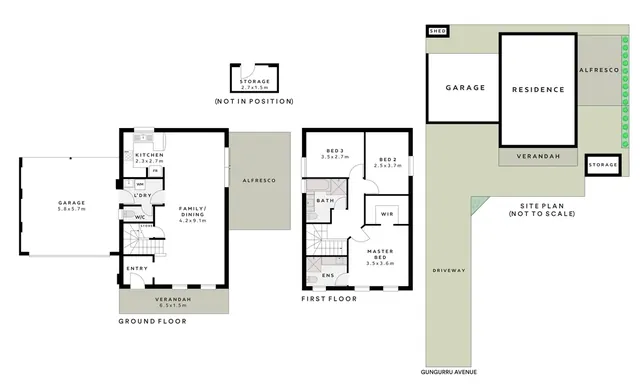 STORAGE
2.7x1.5m
(NOT IN POSITION)
KITCHEN
2.3x2.7m
FR
WM
L'DRY
W/C
FAMILY/
DINING
4.2x9.1m
ENTRY
GARAGE
5.8x5.7m
ALFRESCO
VERANDAH
6.5x1.5m
GROUND FLOOR
BED 3
3.5x2.7m
BED 2
2.5x3.7m
BATH
WIR
MASTER
BED
3.5x3.6m
ENS
FIRST FLOOR
SHED
GARAGE
RESIDENCE
ALFRESCO
VERANDAH
STORAGE
SITE PLAN
(NOT TO SCALE)
DRIVEWAY
GUNGURRU AVENUE